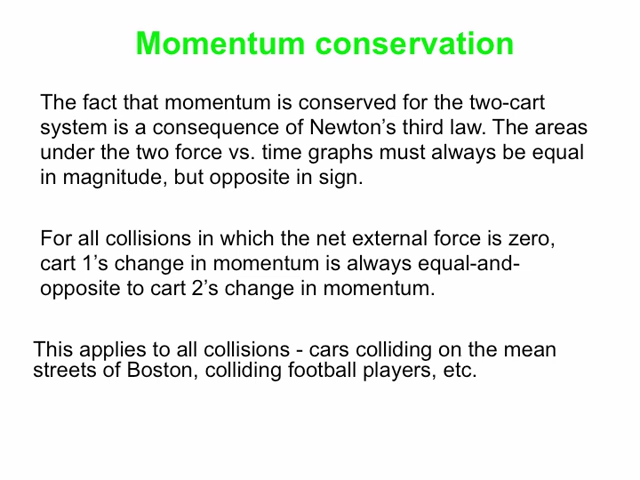 Momentum conservation
The fact that momentum is conserved for the two-cart
system is a consequence of Newton’s third law. The areas
under the two force vs. time graphs must always be equal
in magnitude, but opposite in sign.
For all collisions in which the net external force is zero,
cart 1’s change in momentum is always equal-and-
opposite to cart 2’s change in momentum.
This applies to all collisions - cars colliding on the mean
streets of Boston, colliding football players, etc.